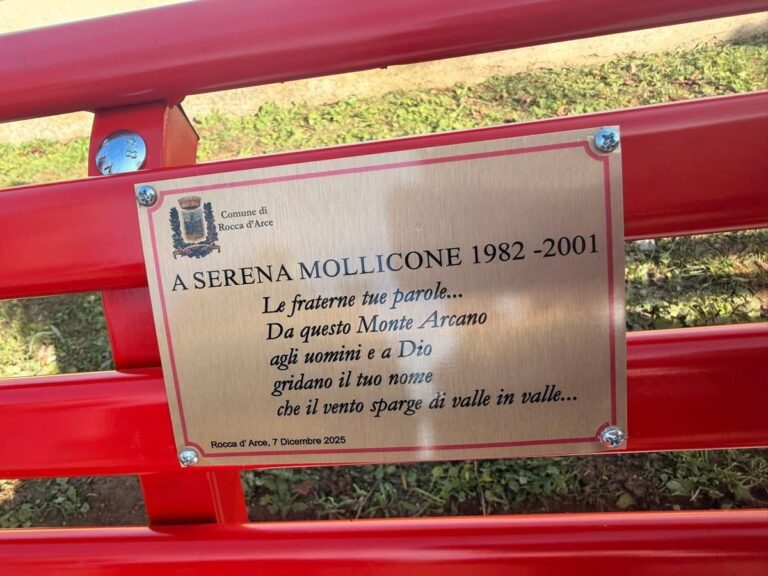 Comune di
Rocca d'Arce
A SERENA MOLLICONE 1982 -2001
Le fraterne tue parole...
Da questo Monte Arcano
agli uomini e a Dio
gridano il tuo nome
che il vento sparge di valle in valle...
Rocca d' Arce, 7 Dicembre 2025